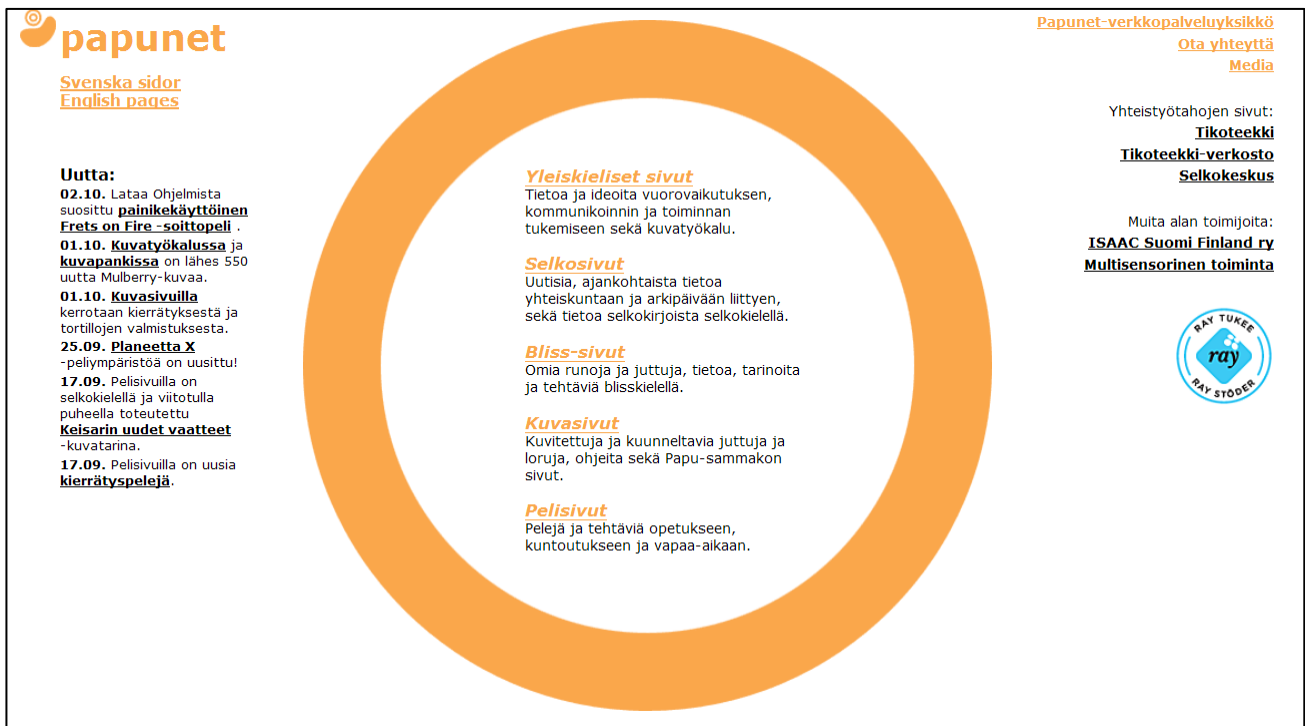 papunet
Svenska sidor
English pages
Uutta:
02.10. Lataa Ohjelmista
suosittu painikekäyttöinen
Frets on Fire -soittopeli .
01.10. Kuvatyökalussa ja
kuvapankissa on lähes 550
uutta Mulberry-kuvaa.
01.10. Kuvasivuilla
kerrotaan kierrätyksestä ja
tortillojen valmistuksesta.
25.09. Planeetta X
-peliympäristöä on uusittu!
17.09. Pelisivuilla on
selkokielellä ja viitotulla
puheella toteutettu
Keisarin uudet vaatteet
-kuvatarina.
17.09. Pelisivuilla on uusia
kierrätyspelejä.
Yleiskieliset sivut
Tietoa ja ideoita vuorovaikutuksen,
kommunikoinnin ja toiminnan
tukemiseen sekä kuvatyökalu.
Selkosivut
Uutisia, ajankohtaista tietoa
yhteiskuntaan ja arkipäivään liittyen,
sekä tietoa selkokirjoista selkokielellä.
Bliss-sivut
Omia runoja ja juttuja, tietoa, tarinoita
ja tehtäviä blisskielellä.
Kuvasivut
Kuvitettuja ja kuunneltavia juttuja ja
loruja, ohjeita sekä Papu-sammakon
sivut.
Pelisivut
Pelejä ja tehtäviä opetukseen,
kuntoutukseen ja vapaa-aikaan.
Papunet-verkkopalveluyksikkö
Ota yhteyttä
Media
Yhteistyötahojen sivut:
Tikoteekki
Tikoteekki-verkosto
Selkokeskus
Muita alan toimijoita:
ISAAC Suomi Finland ry
Multisensorinen toiminta
RAY TUKEE
ray
RAY STÖDER